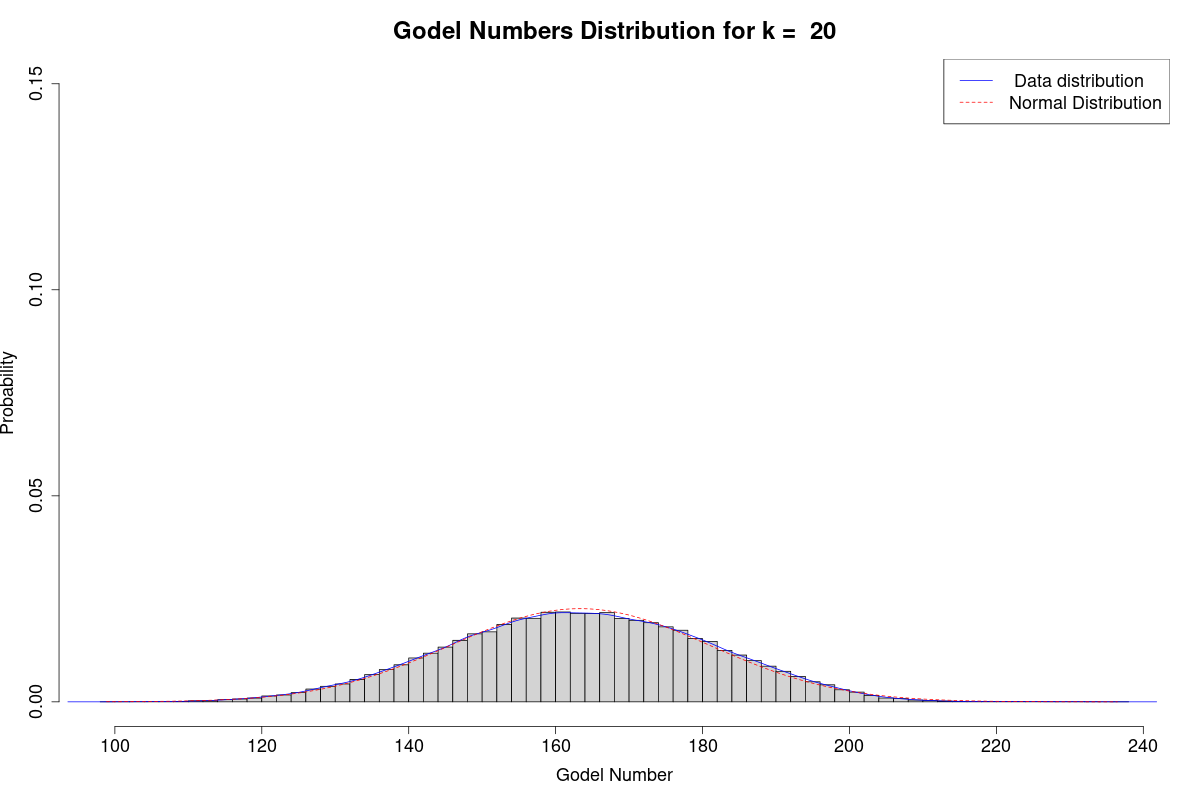 Godel Numbers Distribution for k = 20
Data distribution
Normal Distribution
Probability
0.15
0.10
0.05
0.00
100 120 140 160 180 200 220 240
Godel Number